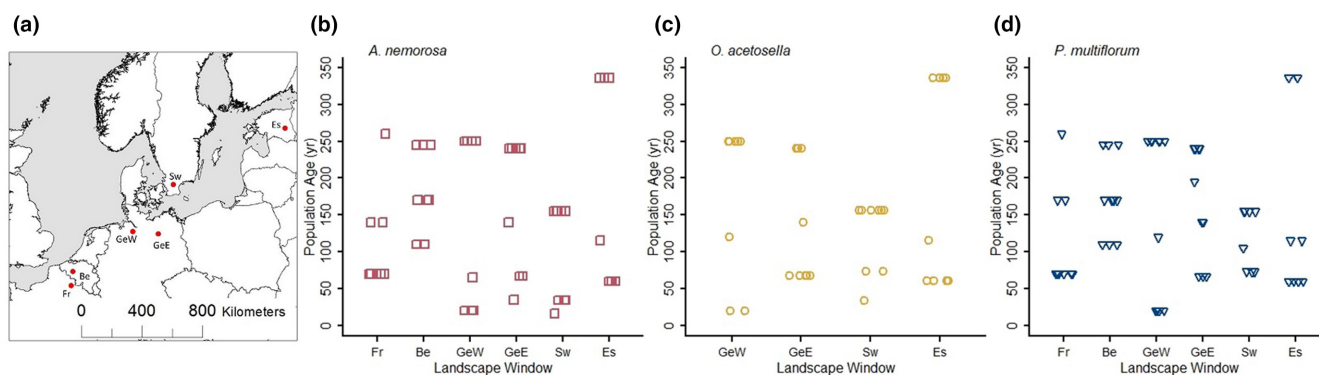 (a)
Es
Sw
GeW
GeE
Be
Fr
0 400 800 Kilometers
(b)
A. nemorosa
Population Age (yr)
350
300
250
200
150
100
50
0
Fr Be GeW GeE Sw Es
Landscape Window
(c)
O. acetosella
Population Age (yr)
350
300
250
200
150
100
50
0
GeW GeE Sw Es
Landscape Window
(d)
P. multiflorum
Population Age (yr)
350
300
250
200
150
100
50
0
Fr Be GeW GeE Sw Es
Landscape Window